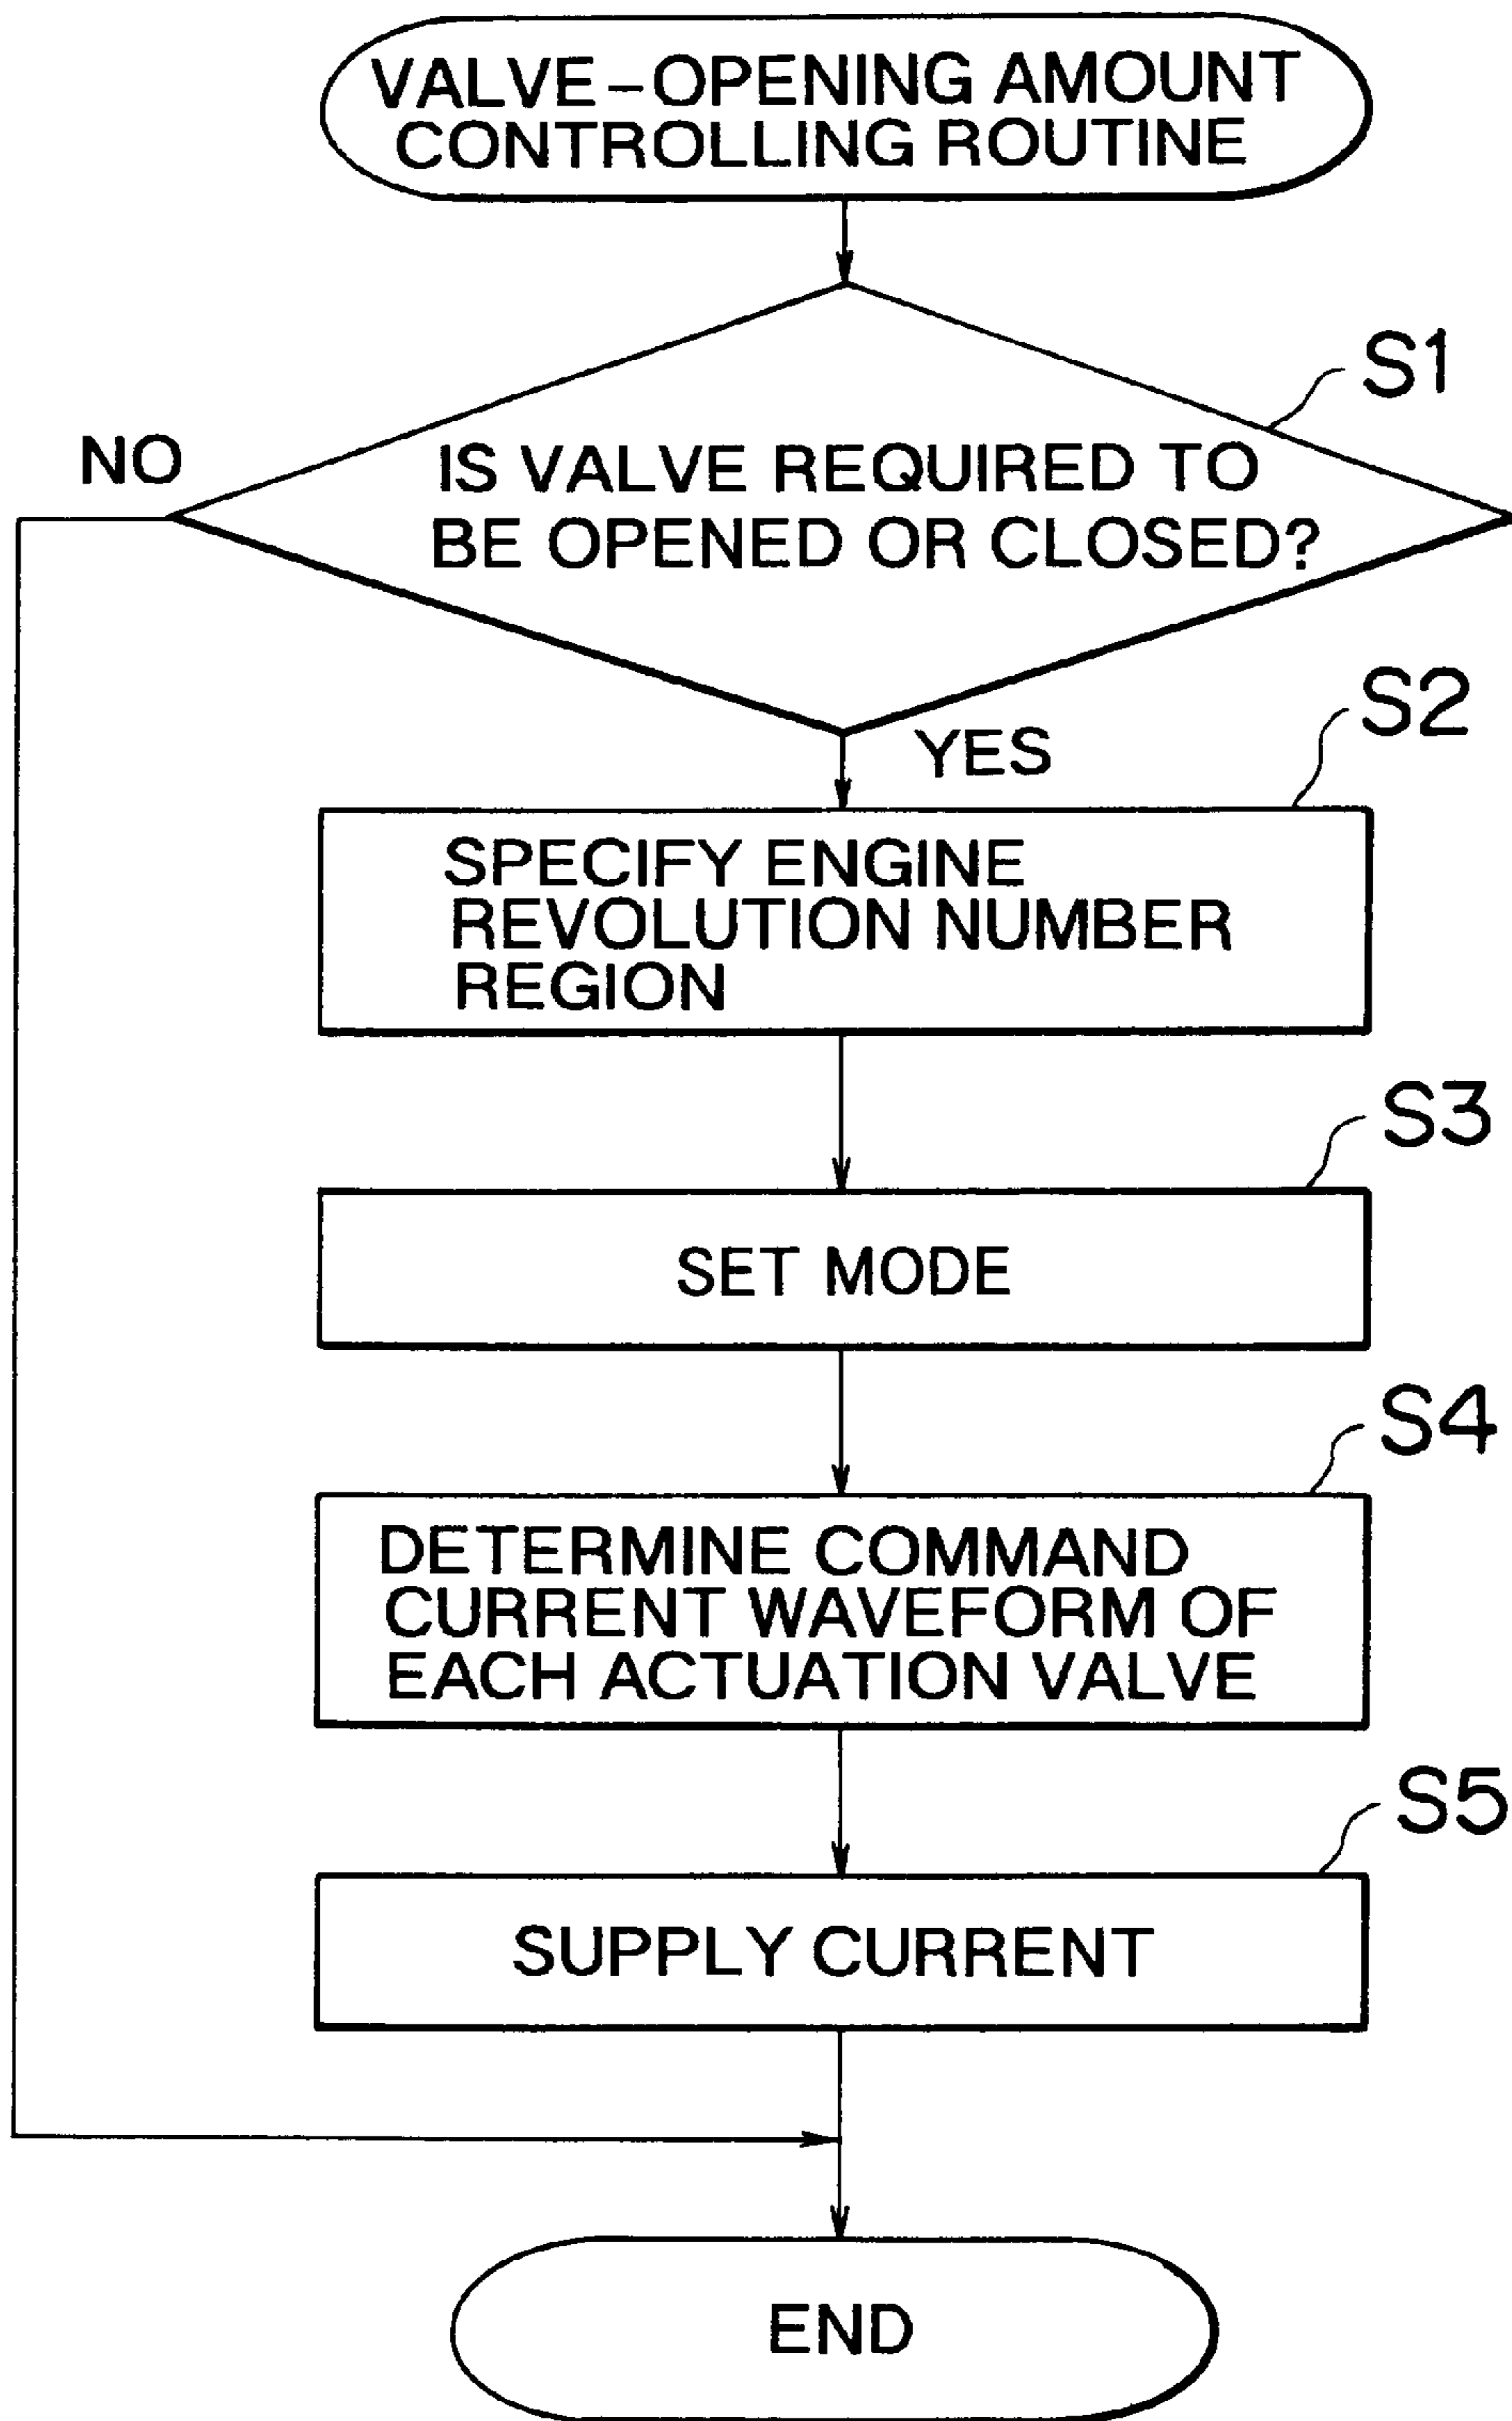 VALVE-OPENING AMOUNT
CONTROLLING ROUTINE
S1
NO
IS VALVE REQUIRED TO
BE OPENED OR CLOSED?
S2
YES
SPECIFY ENGINE
REVOLUTION NUMBER
REGION
S3
SET MODE
S4
DETERMINE COMMAND
CURRENT WAVEFORM OF
EACH ACTUATION VALVE
S5
SUPPLY CURRENT
END